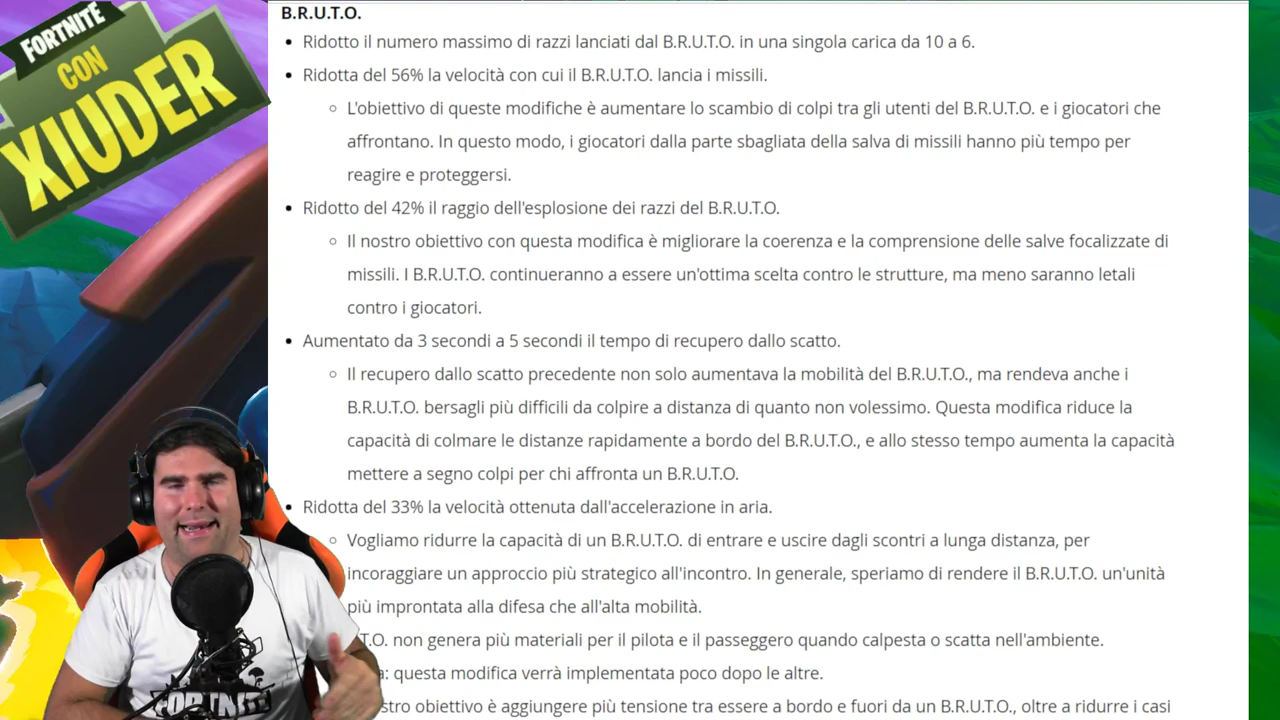 FORTNITE
CON
XIUDER
B.R.U.T.O.
Ridotto il numero massimo di razzi lanciati dal B.R.U.T.O. in una singola carica da 10 a 6.
Ridotta del 56% la velocità con cui il B.R.U.T.O. lancia i missili.
L'obiettivo di queste modifiche è aumentare lo scambio di colpi tra gli utenti del B.R.U.T.O. e i giocatori che
affrontano. In questo modo, i giocatori dalla parte sbagliata della salva di missili hanno più tempo per
reagire e proteggersi.
Ridotto del 42% il raggio dell'esplosione dei razzi del B.R.U.T.O.
Il nostro obiettivo con questa modifica è migliorare la coerenza e la comprensione delle salve focalizzate di
missili. I B.R.U.T.O. continueranno a essere un'ottima scelta contro le strutture, ma meno saranno letali
contro i giocatori.
Aumentato da 3 secondi a 5 secondi il tempo di recupero dallo scatto.
Il recupero dallo scatto precedente non solo aumentava la mobilità del B.R.U.T.O., ma rendeva anche i
B.R.U.T.O. bersagli più difficili da colpire a distanza di quanto non volessimo. Questa modifica riduce la
capacità di colmare le distanze rapidamente a bordo del B.R.U.T.O., e allo stesso tempo aumenta la capacità
mettere a segno colpi per chi affronta un B.R.U.T.O.
Ridotta del 33% la velocità ottenuta dall'accelerazione in aria.
Vogliamo ridurre la capacità di un B.R.U.T.O. di entrare e uscire dagli scontri a lunga distanza, per
incoraggiare un approccio più strategico all'incontro. In generale, speriamo di rendere il B.R.U.T.O. un'unità
più improntata alla difesa che all'alta mobilità.
.T.O. non genera più materiali per il pilota e il passeggero quando calpesta o scatta nell'ambiente.
a: questa modifica verrà implementata poco dopo le altre.
stro obiettivo è aggiungere più tensione tra essere a bordo e fuori da un B.R.U.T.O., oltre a ridurre i casi
FORTNITE